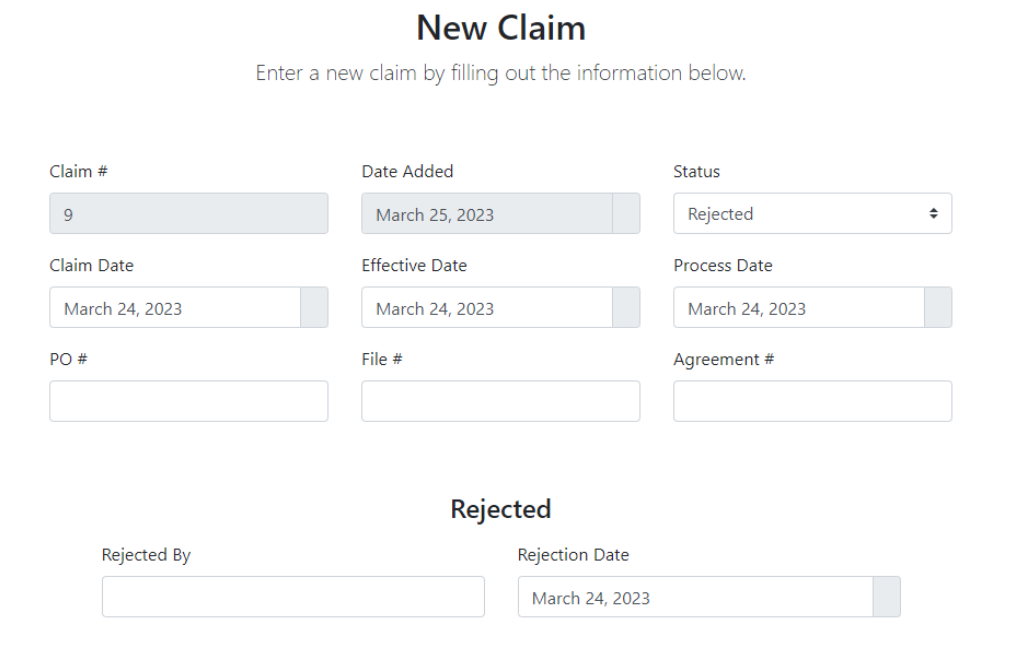 New Claim
Enter a new claim by filling out the information below.
Claim # Date Added Status
9 March 25, 2023 Rejected
Claim Date Effective Date Process Date
March 24, 2023 March 24, 2023 March 24, 2023
PO # File # Agreement #
Rejected
Rejected By Rejection Date
March 24, 2023